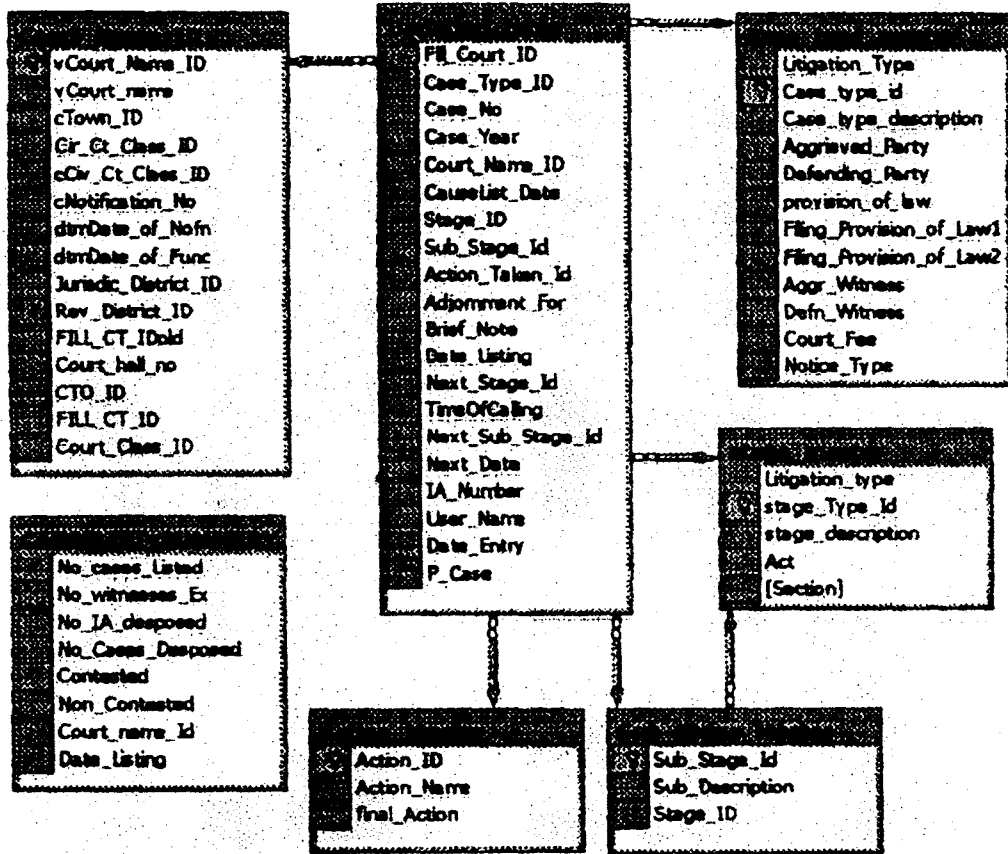 vCourt_Name_ID
vCourt_name
cTown_ID
Cir_Ct_Class_ID
cCiv_Ct_Class_ID
cNotification_No
dtmDate_of_Nofn
dtmDate_of_Func
Jurisdic_District_ID
Rev_District_ID
FILL_CT_IDold
Court_hall_no
CTO_ID
FILL_CT_ID
Court_Class_ID
No_cases_Listed
No_witnesses_Ex
No_IA_desposed
No_Cases_Desposed
Contested
Non_Contested
Court_name_Id
Date_Listing
Fill_Court_ID
Case_Type_ID
Case_No
Case_Year
Court_Name_ID
CauseList_Date
Stage_ID
Sub_Stage_Id
Action_Taken_Id
Adjornment_For
Brief_Note
Date_Listing
Next_Stage_Id
TimeOfCalling
Next_Sub_Stage_Id
Next_Date
IA_Number
User_Name
Date_Entry
P_Case
Litigation_Type
Case_type_id
Case_type_description
Aggrieved_Party
Defending_Party
provision_of_law
Filing_Provision_of_Law1
Filing_Provision_of_Law2
Aggr_Witness
Defn_Witness
Court_Fee
Notice_Type
Litigation_type
stage_Type_Id
stage_description
Act
[Section]
Action_ID
Action_Name
final_Action
Sub_Stage_Id
Sub_Description
Stage_ID